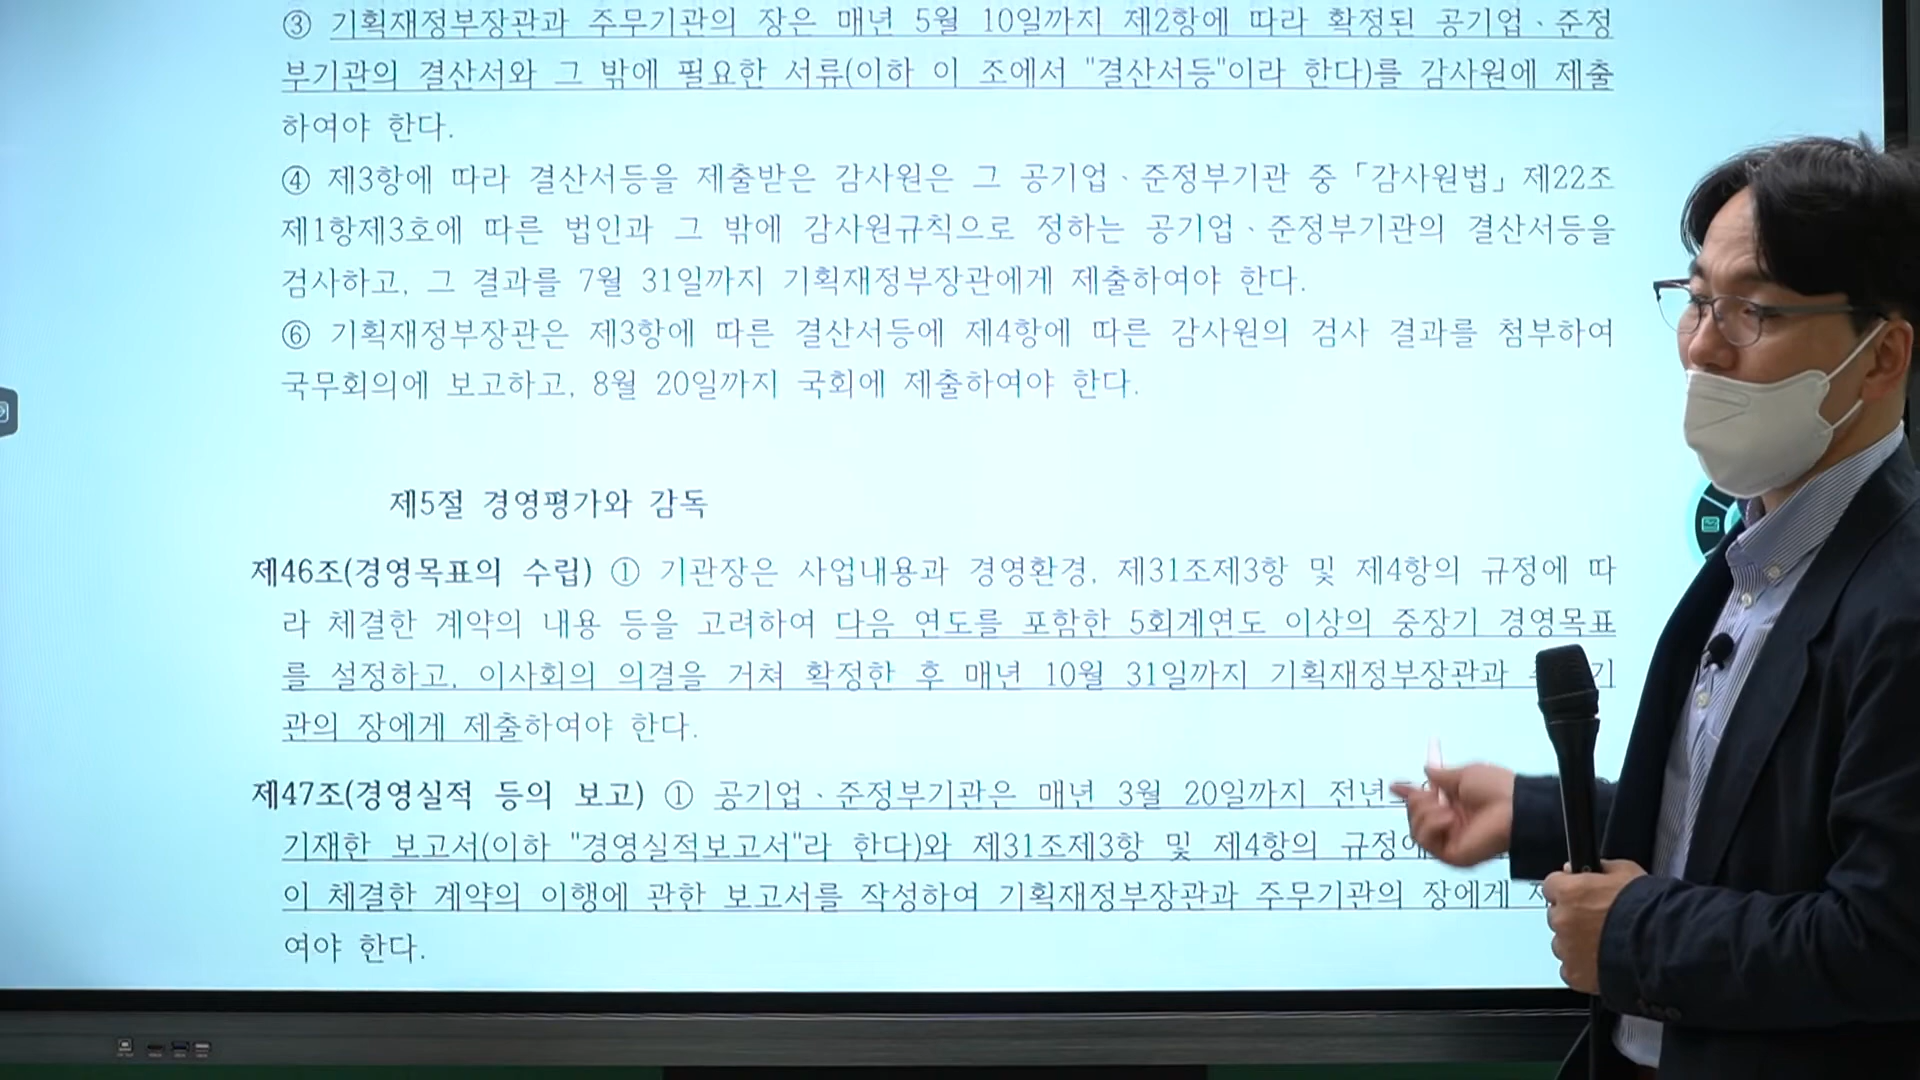 ③ 기획재정부장관과 주무기관의 장은 매년 5월 10일까지 제2항에 따라 확정된 공기업ㆍ준정
부기관의 결산서와 그 밖에 필요한 서류(이하 이 조에서 "결산서등"이라 한다)를 감사원에 제출
하여야 한다.
④ 제3항에 따라 결산서등을 제출받은 감사원은 그 공기업ㆍ준정부기관 중 「감사원법」 제22조
제1항제3호에 따른 법인과 그 밖에 감사원규칙으로 정하는 공기업ㆍ준정부기관의 결산서등을
검사하고, 그 결과를 7월 31일까지 기획재정부장관에게 제출하여야 한다.
⑥ 기획재정부장관은 제3항에 따른 결산서등에 제4항에 따른 감사원의 검사 결과를 첨부하여
국무회의에 보고하고, 8월 20일까지 국회에 제출하여야 한다.
제5절 경영평가와 감독
제46조(경영목표의 수립) ① 기관장은 사업내용과 경영환경, 제31조제3항 및 제4항의 규정에 따
라 체결한 계약의 내용 등을 고려하여 다음 연도를 포함한 5회계연도 이상의 중장기 경영목표
를 설정하고, 이사회의 의결을 거쳐 확정한 후 매년 10월 31일까지 기획재정부장관과 기
관의 장에게 제출하여야 한다.
제47조(경영실적 등의 보고) ① 공기업ㆍ준정부기관은 매년 3월 20일까지 전년
기재한 보고서(이하 "경영실적보고서"라 한다)와 제31조제3항 및 제4항의 규정에
이 체결한 계약의 이행에 관한 보고서를 작성하여 기획재정부장관과 주무기관의 장에게
여야 한다.